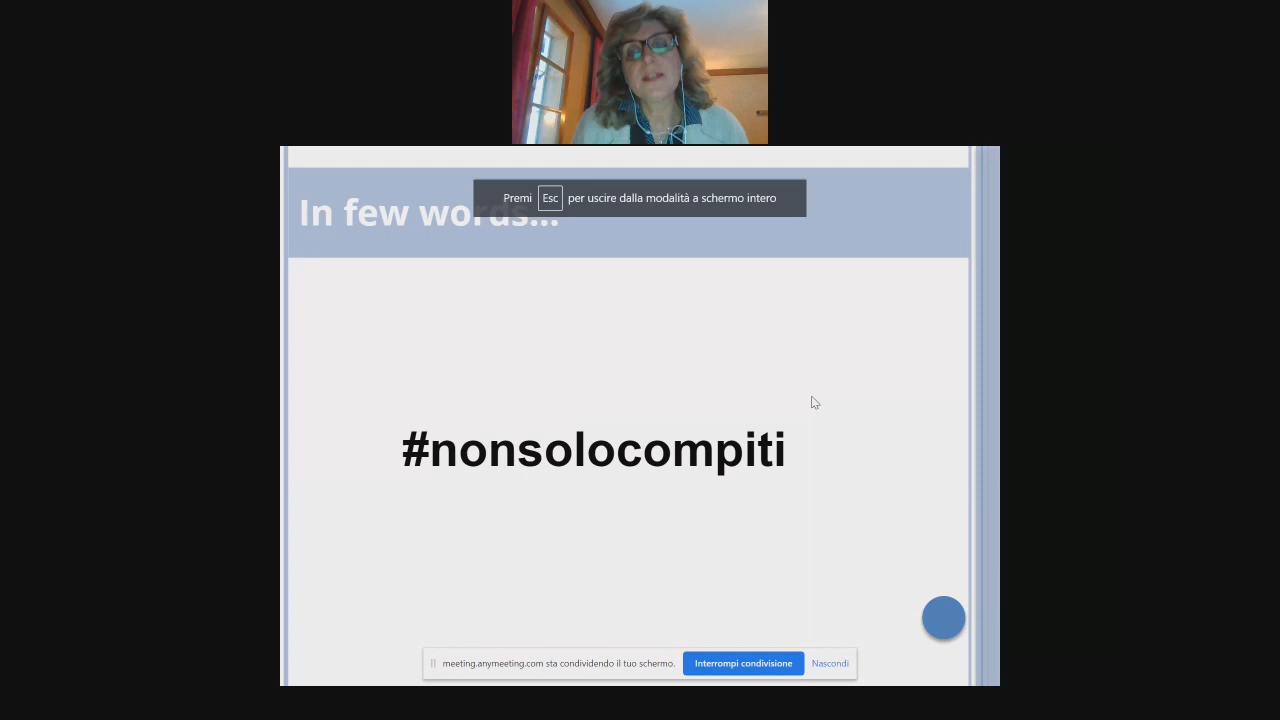 Premi Esc per uscire dalla modalità a schermo intero
In few words...
#nonsolocompiti
meeting.anymeeting.com sta condividendo il tuo schermo. Interrompi condivisione Nascondi